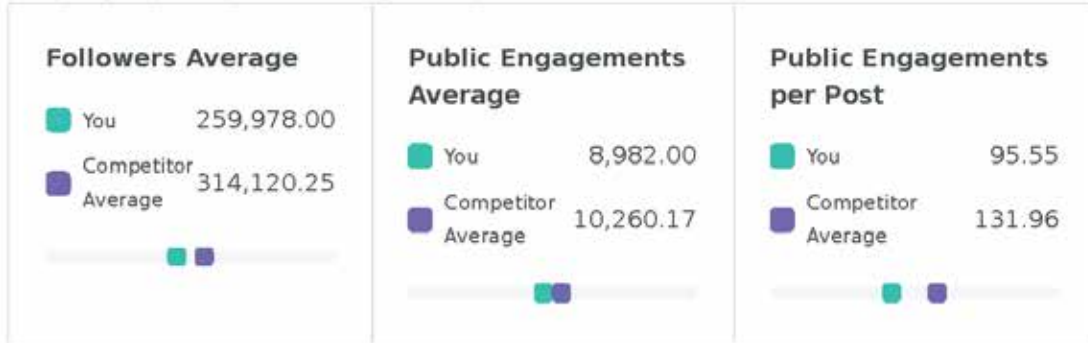 Followers Average
You 259,978.00
Competitor
Average 314,120.25
Public Engagements
Average
You 8,982.00
Competitor
Average 10,260.17
Public Engagements
per Post
You 95.55
Competitor
Average 131.96